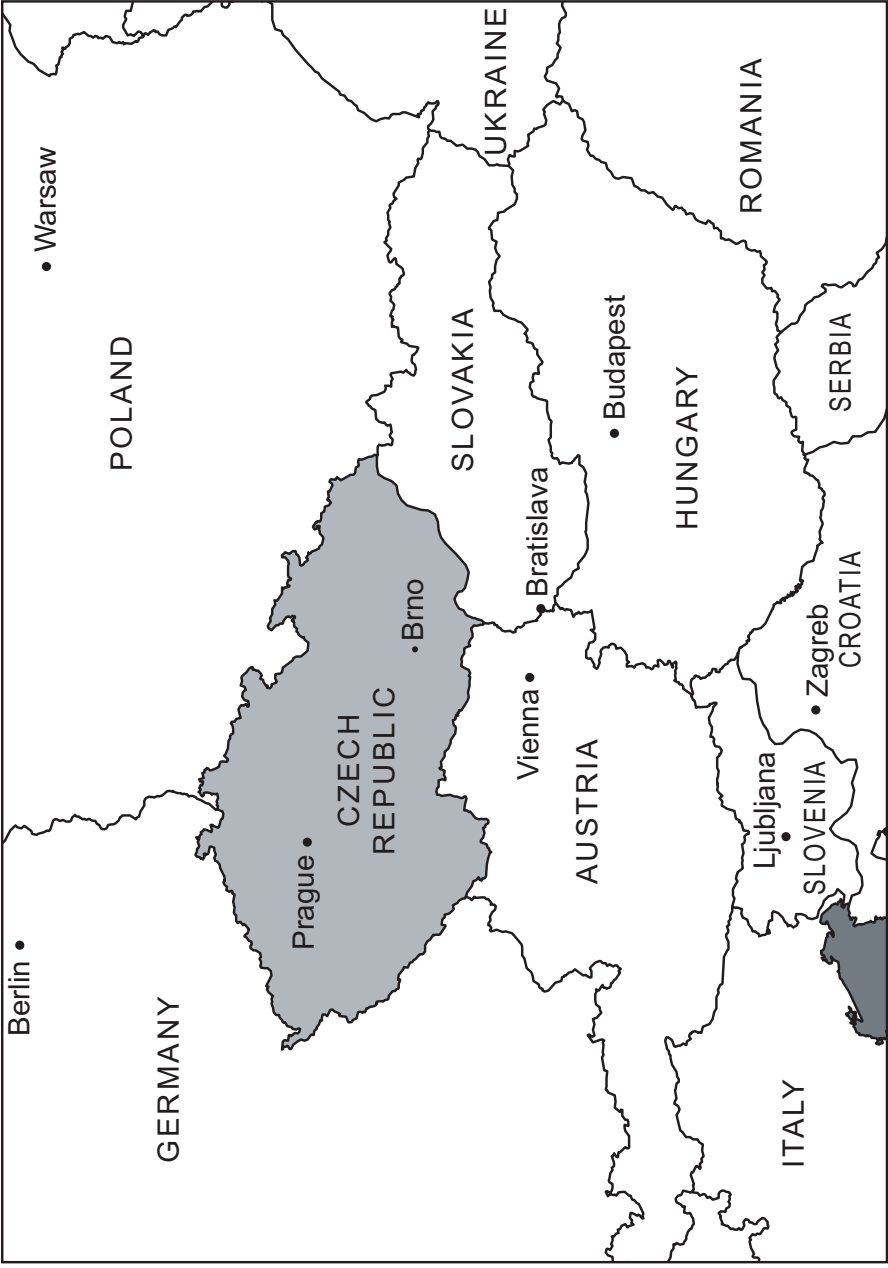 Berlin
Warsaw
POLAND
GERMANY
UKRAINE
Prague
CZECH
REPUBLIC
Brno
SLOVAKIA
Vienna
Bratislava
AUSTRIA
Budapest
HUNGARY
ROMANIA
Ljubljana
SLOVENIA
Zagreb
CROATIA
SERBIA
ITALY